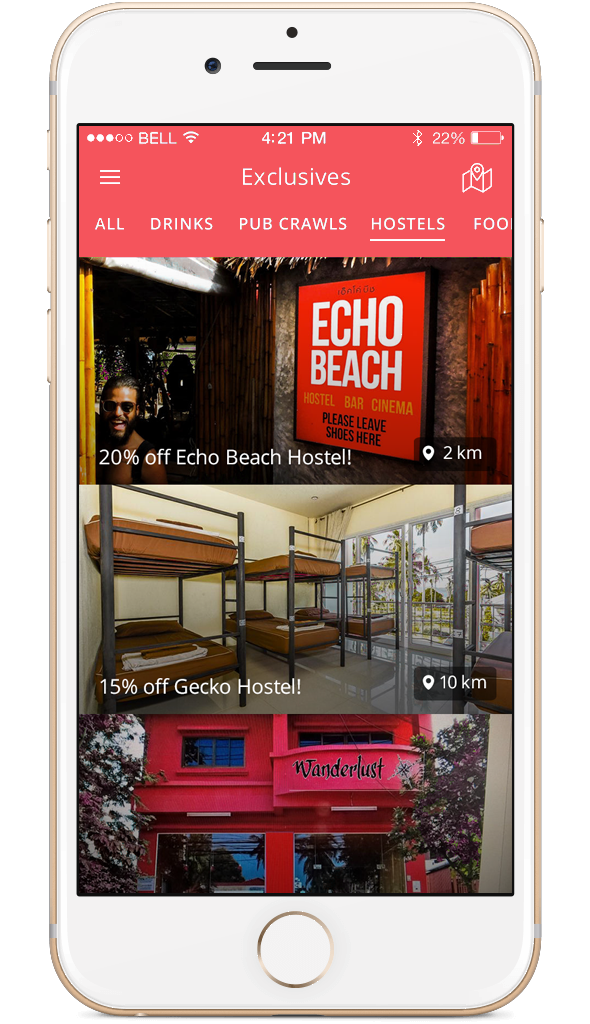 BELL
4:21 PM
22%
Exclusives
ALL DRINKS PUB CRAWLS HOSTELS FOO
ECHO
BEACH
HOSTEL BAR CINEMA
PLEASE LEAVE
SHOES HERE
20% off Echo Beach Hostel!
2 km
15% off Gecko Hostel!
10 km
Wanderlust